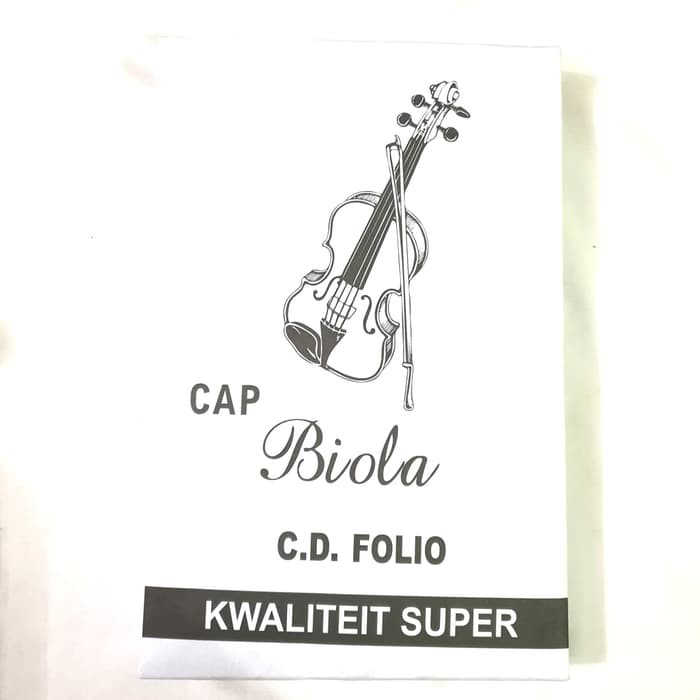 CAP
Biola
C.D. FOLIO
KWALITEIT SUPER